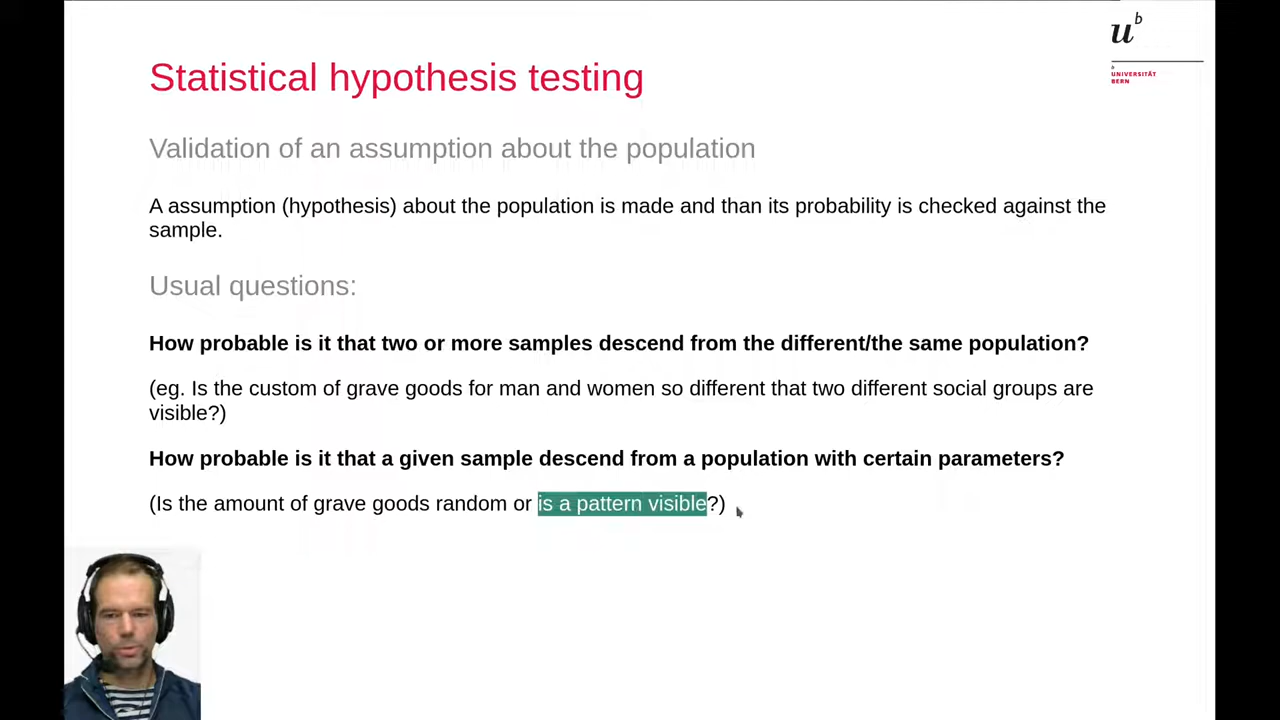 u^b
b
UNIVERSITÄT
BERN
Statistical hypothesis testing
Validation of an assumption about the population
A assumption (hypothesis) about the population is made and than its probability is checked against the
sample.
Usual questions:
How probable is it that two or more samples descend from the different/the same population?
(eg. Is the custom of grave goods for man and women so different that two different social groups are
visible?)
How probable is it that a given sample descend from a population with certain parameters?
(Is the amount of grave goods random or is a pattern visible?)